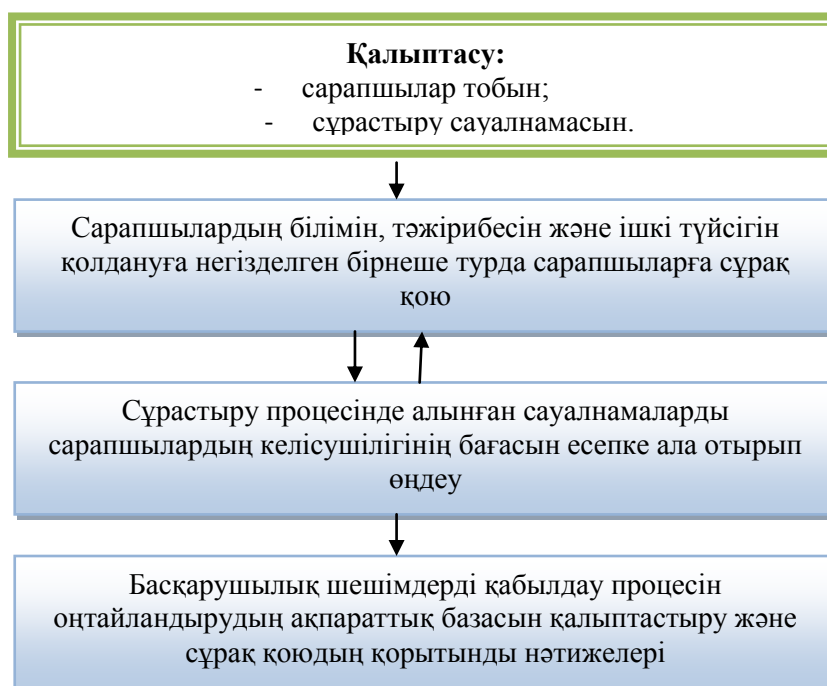 Қалыптасу:
- сарапшылар тобын;
- сұрастыру сауалнамасын.
Сарапшылардың білімін, тәжірибесін және ішкі түйсігін
қолдануға негізделген бірнеше турда сарапшыларға сұрақ
қою
Сұрастыру процесінде алынған сауалнамаларды
сарапшылардың келісушілігінің бағасын есепке ала отырып
өңдеу
Басқарушылық шешімдерді қабылдау процесін
оңтайландырудың ақпараттық базасын қалыптастыру және
сұрақ қоюдың қорытынды нәтижелері